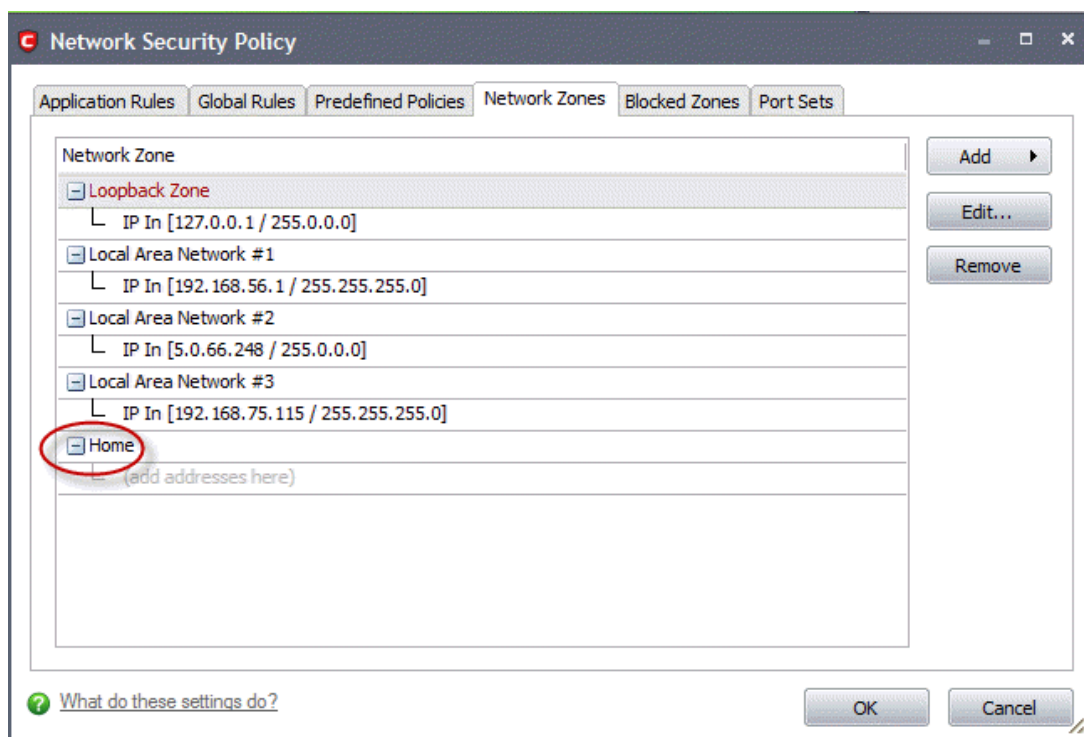 Network Security Policy
Application Rules Global Rules Predefined Policies Network Zones Blocked Zones Port Sets
Network Zone
Loopback Zone
IP In [127.0.0.1 / 255.0.0.0]
Local Area Network #1
IP In [192.168.56.1 / 255.255.255.0]
Local Area Network #2
IP In [5.0.66.248 / 255.0.0.0]
Local Area Network #3
IP In [192.168.75.115 / 255.255.255.0]
Home
(add addresses here)
Add
Edit...
Remove
What do these settings do?
OK Cancel